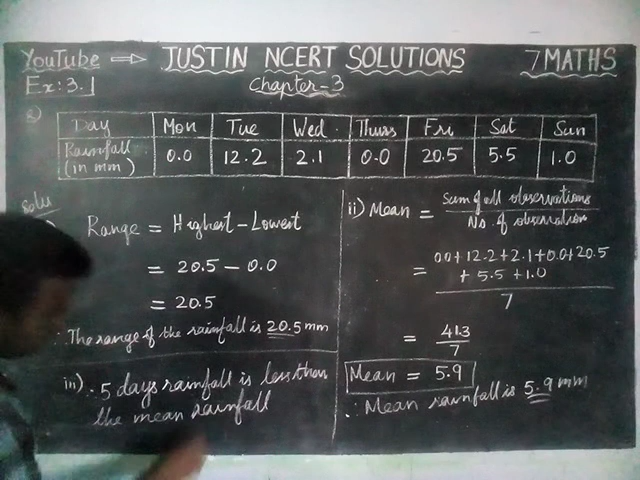 YouTube ⇒ JUSTIN NCERT SOLUTIONS 7 MATHS
Ex: 3.1 Chapter-3
2)
Day Mon Tue Wed. Thurs Fri Sat Sun
Rainfall (in mm) 0.0 12.2 2.1 0.0 20.5 5.5 1.0
Solu
Range = Highest - Lowest
= 20.5 - 0.0
= 20.5
∴ The range of the rainfall is 20.5 mm
ii) Mean = Sum of all observations
No. of observation
= 0.0+12.2+2.1+0.0+20.5
+ 5.5 + 1.0
7
= 41.3
7
Mean = 5.9
∴ Mean rainfall is 5.9 mm
iii) ∴ 5 days rainfall is less than
the mean rainfall